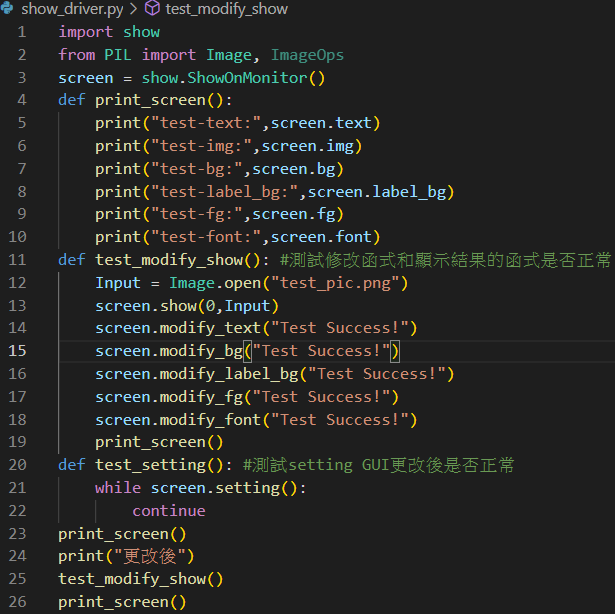 show_driver.py > test_modify_show
1 import show
2 from PIL import Image, ImageOps
3 screen = show.ShowOnMonitor()
4 def print_screen():
5     print("test-text:",screen.text)
6     print("test-img:",screen.img)
7     print("test-bg:",screen.bg)
8     print("test-label_bg:",screen.label_bg)
9     print("test-fg:",screen.fg)
10     print("test-font:",screen.font)
11 def test_modify_show(): #測試修改函式和顯示結果的函式是否正常
12     Input = Image.open("test_pic.png")
13     screen.show(0,Input)
14     screen.modify_text("Test Success!")
15     screen.modify_bg("Test Success!")
16     screen.modify_label_bg("Test Success!")
17     screen.modify_fg("Test Success!")
18     screen.modify_font("Test Success!")
19     print_screen()
20 def test_setting(): #測試setting GUI更改後是否正常
21     while screen.setting():
22         continue
23 print_screen()
24 print("更改後")
25 test_modify_show()
26 print_screen()